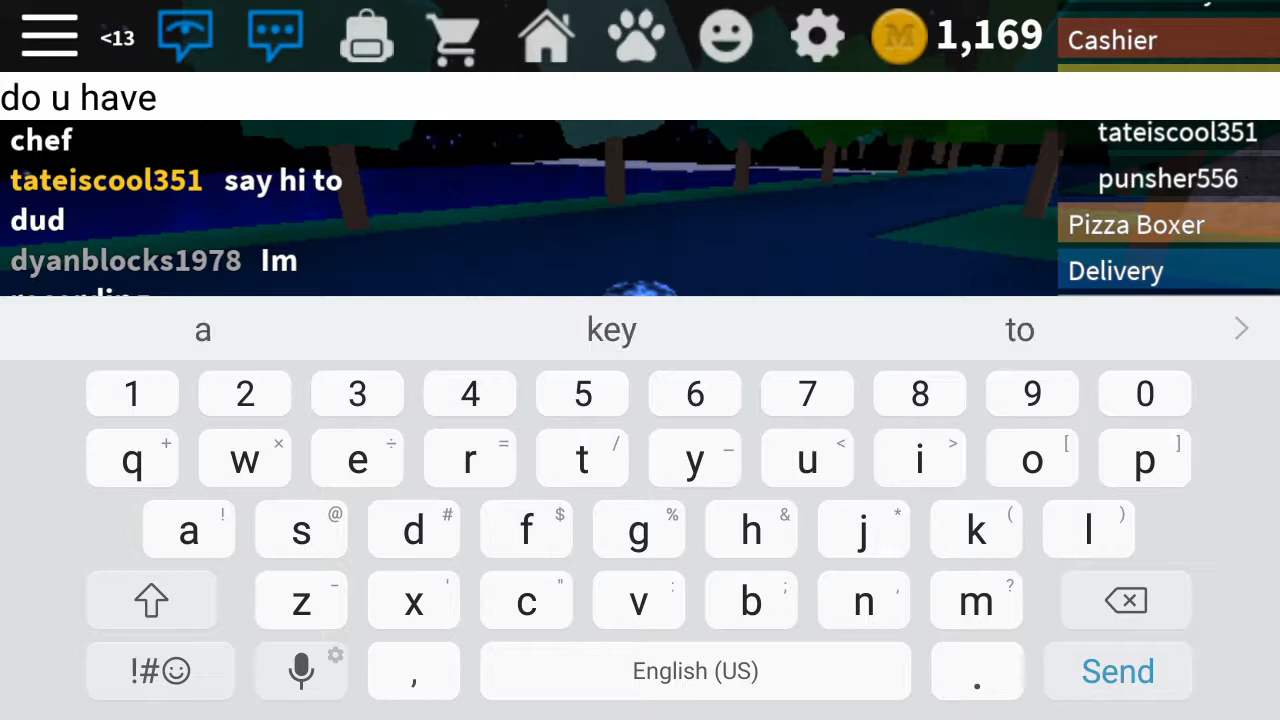 <13
M 1,169
Cashier
do u have
chef
tateiscool351 say hi to
dud
dyanblocks1978 Im
tateiscool351
punsher556
Pizza Boxer
Delivery
a key to
1 2 3 4 5 6 7 8 9 0
q + w × e ÷ r = t / y _ u < i > o [ p ]
a ! s @ d # f $ g % h & j * k ( l )
z - x ' c " v : b ; n , m ?
!#☺ , English (US) . Send